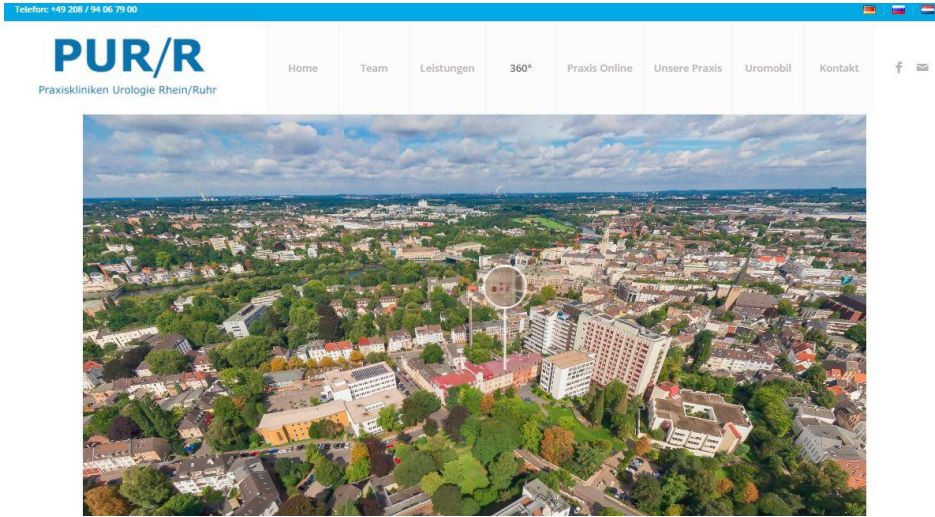 Telefon: +49 208 / 94 06 79 00
PUR/R
Praxiskliniken Urologie Rhein/Ruhr
Home Team Leistungen 360° Praxis Online Unsere Praxis Uromobil Kontakt